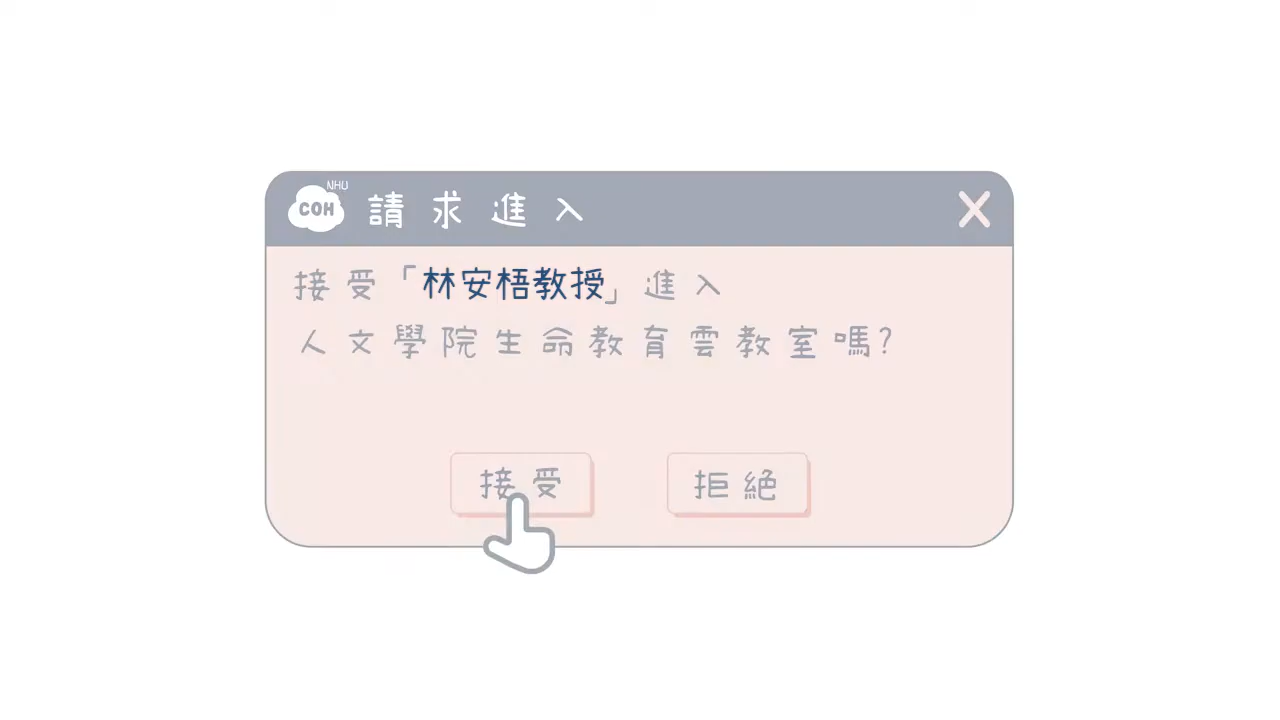 NHU
COH
請求進入
X
接受「林安梧教授」進入
人文學院生命教育雲教室嗎?
接受
拒絕